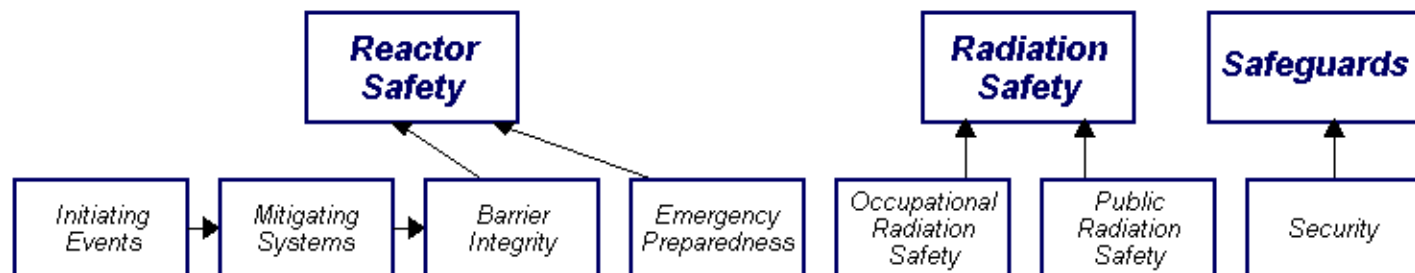 Reactor
Safety
Radiation
Safety
Safeguards
Initiating
Events
Mitigating
Systems
Barrier
Integrity
Emergency
Preparedness
Occupational
Radiation
Safety
Public
Radiation
Safety
Security